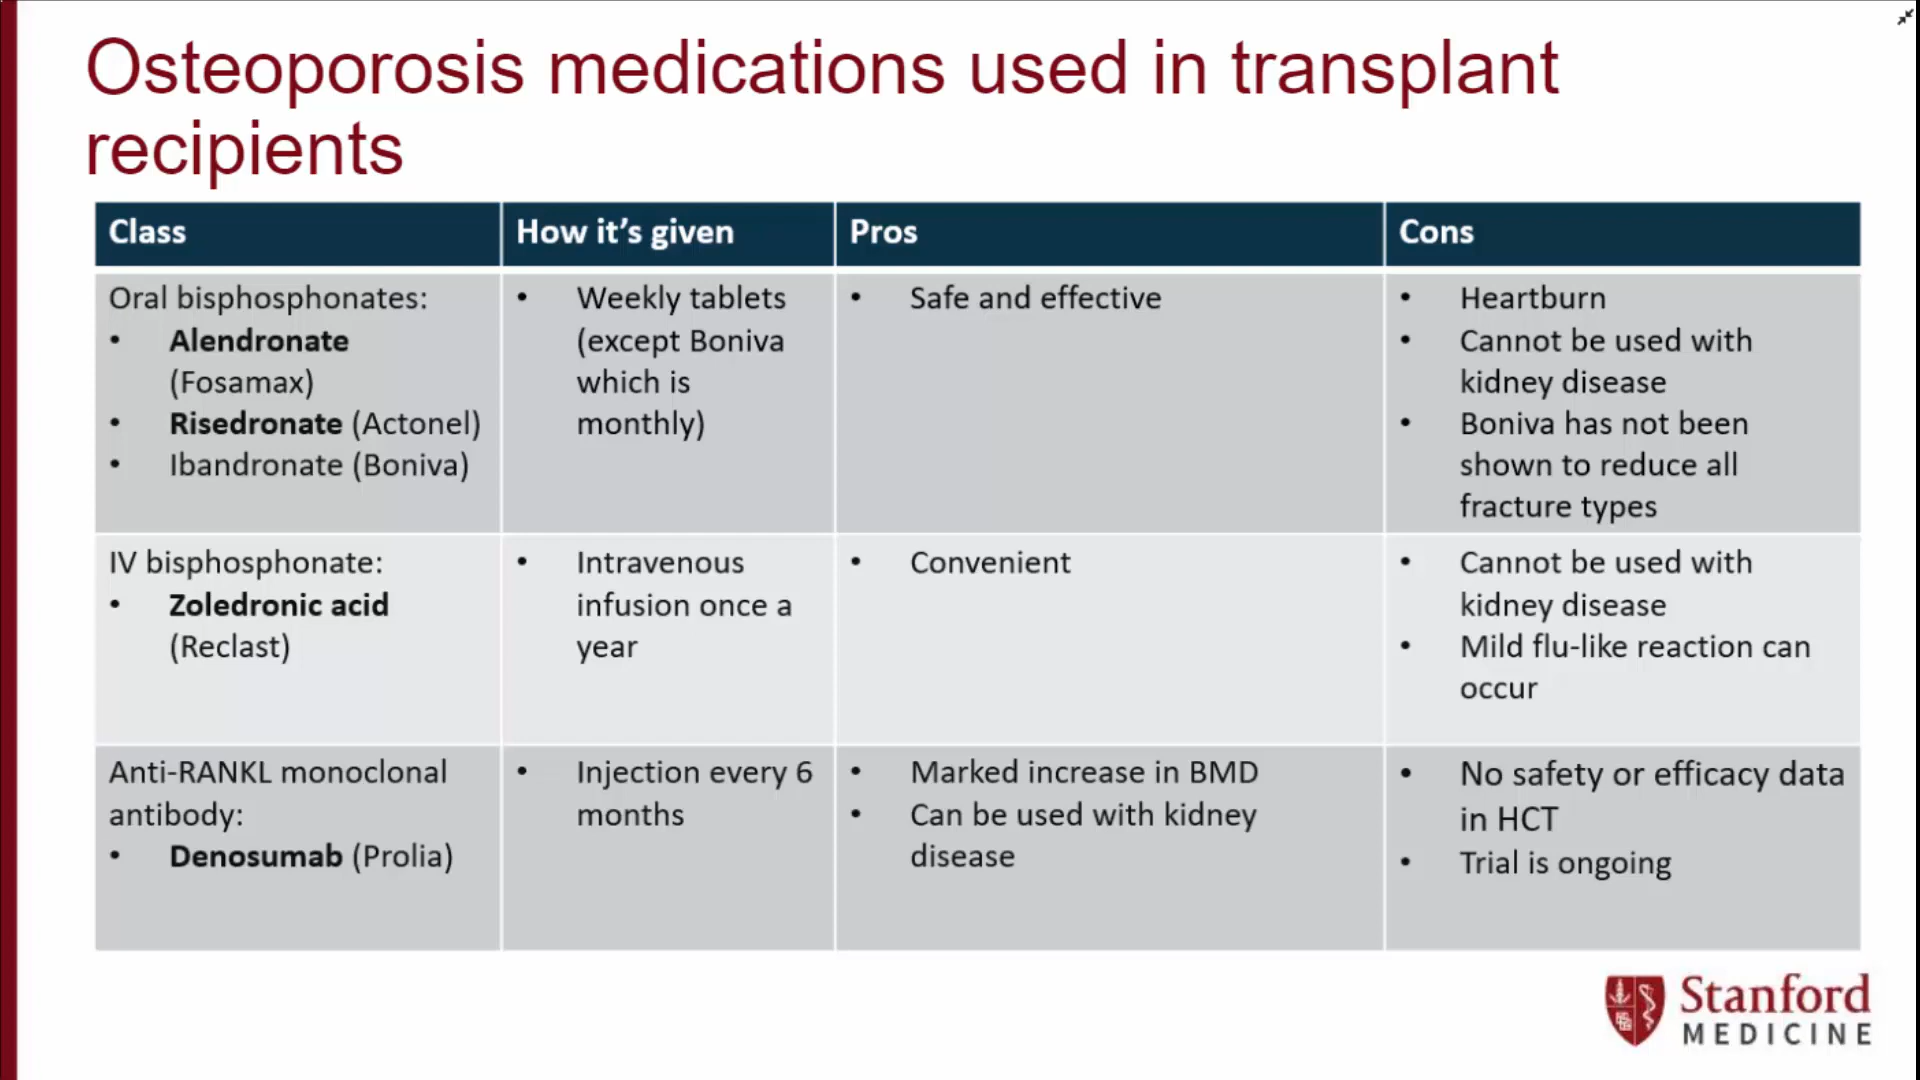 Osteoporosis medications used in transplant
recipients
Class
How it's given
Pros
Cons
Oral bisphosphonates:
• Alendronate
(Fosamax)
• Risedronate (Actonel)
• Ibandronate (Boniva)
• Weekly tablets
(except Boniva
which is
monthly)
• Safe and effective
• Heartburn
• Cannot be used with
kidney disease
• Boniva has not been
shown to reduce all
fracture types
IV bisphosphonate:
• Zoledronic acid
(Reclast)
• Intravenous
infusion once a
year
• Convenient
• Cannot be used with
kidney disease
• Mild flu-like reaction can
occur
Anti-RANKL monoclonal
antibody:
• Denosumab (Prolia)
• Injection every 6
months
• Marked increase in BMD
• Can be used with kidney
disease
• No safety or efficacy data
in HCT
• Trial is ongoing
Stanford
MEDICINE